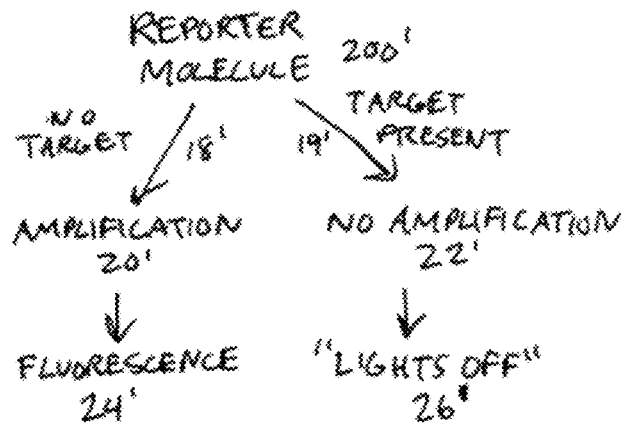 REPORTER
MOLECULE 200'
NO
TARGET
18'
19'
TARGET
PRESENT
AMPLIFICATION
20'
NO AMPLIFICATION
22'
FLUORESCENCE
24'
"LIGHTS OFF"
26'